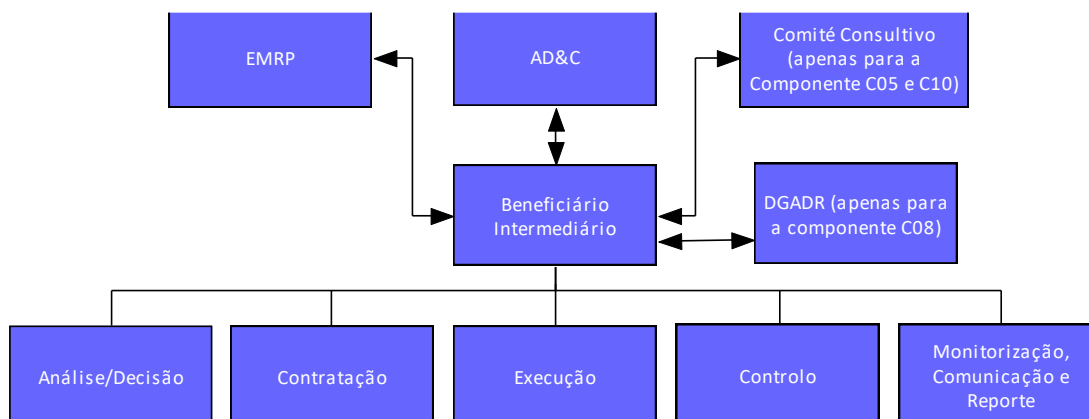 EMRP
AD&C
Comité Consultivo
(apenas para a
Componente C05 e C10)
Beneficiário
Intermediário
DGADR (apenas para
a componente C08)
Análise/Decisão
Contratação
Execução
Controlo
Monitorização,
Comunicação e
Reporte